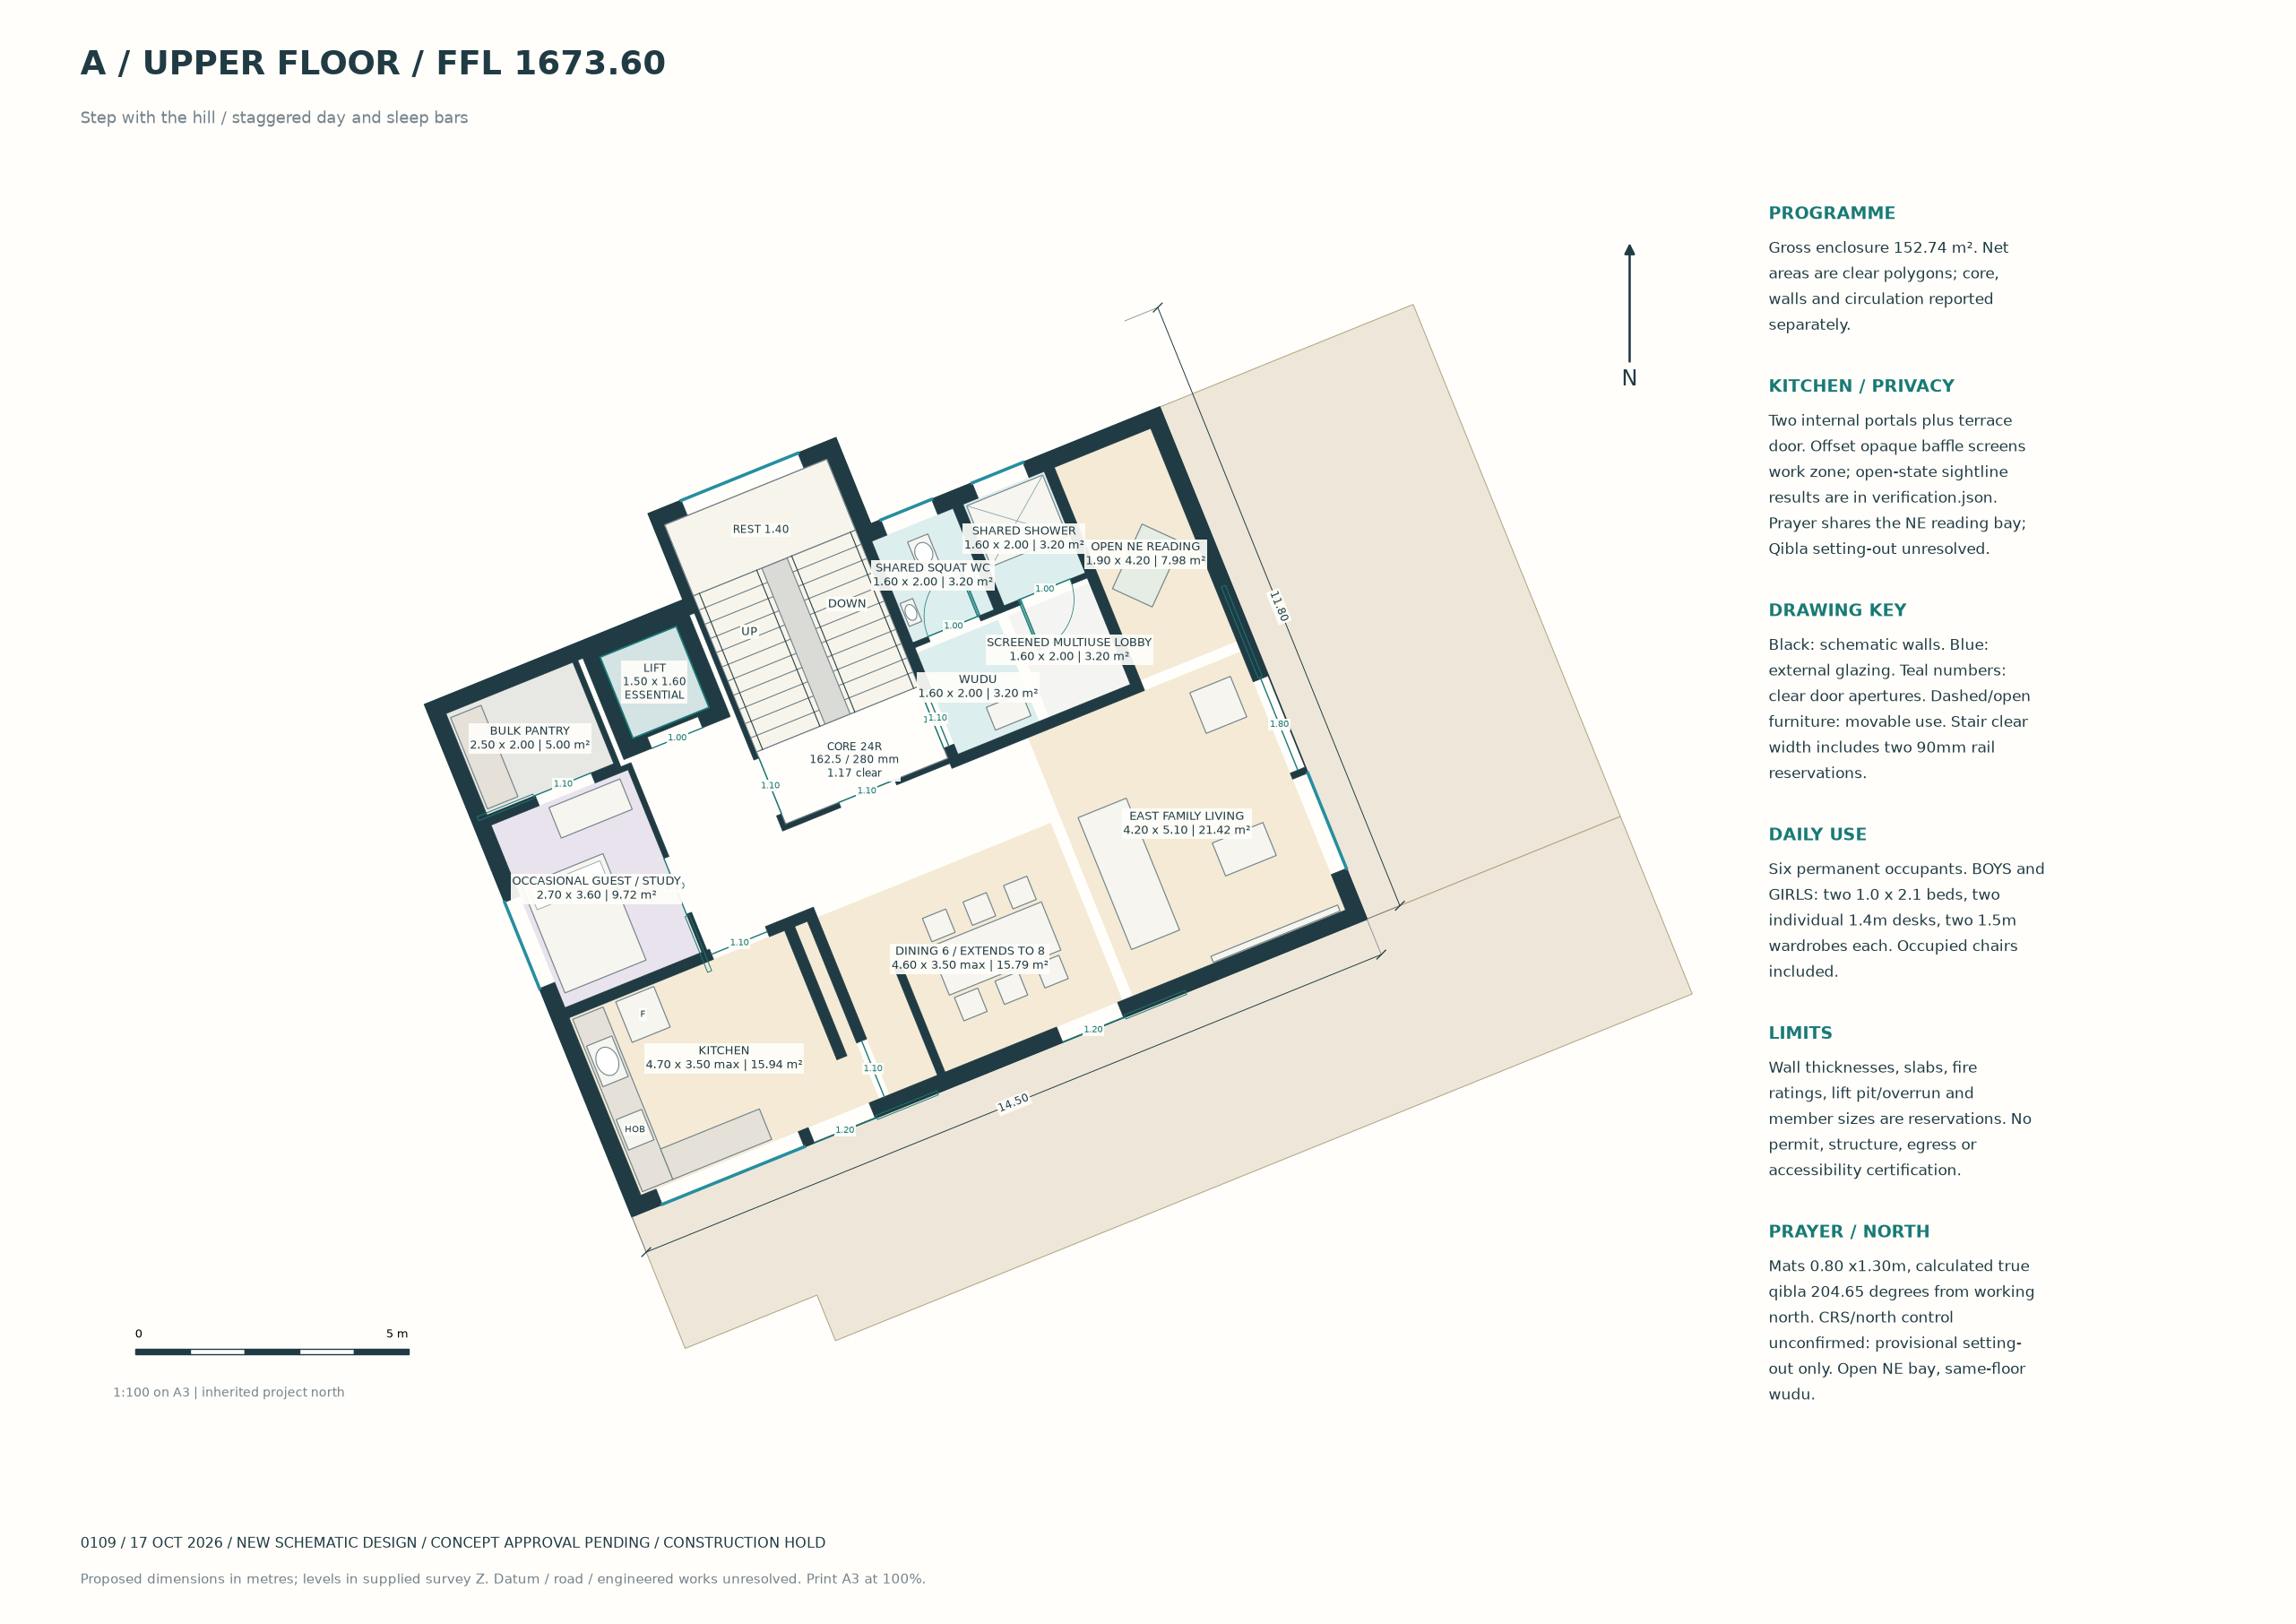 A / UPPER FLOOR / FFL 1673.60
Step with the hill / staggered day and sleep bars
PROGRAMME
Gross enclosure 152.74 m². Net
areas are clear polygons; core,
walls and circulation reported
separately.
KITCHEN / PRIVACY
Two internal portals plus terrace
door. Offset opaque baffle screens
work zone; open-state sightline
results are in verification.json.
Prayer shares the NE reading bay;
Qibla setting-out unresolved.
DRAWING KEY
Black: schematic walls. Blue:
external glazing. Teal numbers:
clear door apertures. Dashed/open
furniture: movable use. Stair clear
width includes two 90mm rail
reservations.
DAILY USE
Six permanent occupants. BOYS and
GIRLS: two 1.0 x 2.1 beds, two
individual 1.4m desks, two 1.5m
wardrobes each. Occupied chairs
included.
LIMITS
Wall thicknesses, slabs, fire
ratings, lift pit/overrun and
member sizes are reservations. No
permit, structure, egress or
accessibility certification.
PRAYER / NORTH
Mats 0.80 x1.30m, calculated true
qibla 204.65 degrees from working
north. CRS/north control
unconfirmed: provisional setting-
out only. Open NE bay, same-floor
wudu.
N
REST 1.40
UP
DOWN
LIFT
1.50 x 1.60
ESSENTIAL
1.00
BULK PANTRY
2.50 x 2.00 | 5.00 m²
1.10
SHARED SQUAT WC
1.60 x 2.00 | 3.20 m²
1.00
SHARED SHOWER
1.60 x 2.00 | 3.20 m²
1.00
OPEN NE READING
1.90 x 4.20 | 7.98 m²
SCREENED MULTIUSE LOBBY
1.60 x 2.00 | 3.20 m²
WUDU
1.60 x 2.00 | 3.20 m²
1.10
CORE 24R
162.5 / 280 mm
1.17 clear
1.10
1.10
11.80
1.80
EAST FAMILY LIVING
4.20 x 5.10 | 21.42 m²
OCCASIONAL GUEST / STUDY
2.70 x 3.60 | 9.72 m²
1.10
DINING 6 / EXTENDS TO 8
4.60 x 3.50 max | 15.79 m²
F
KITCHEN
4.70 x 3.50 max | 15.94 m²
1.10
1.20
HOB
1.20
14.50
0
5 m
1:100 on A3 | inherited project north
0109 / 17 OCT 2026 / NEW SCHEMATIC DESIGN / CONCEPT APPROVAL PENDING / CONSTRUCTION HOLD
Proposed dimensions in metres; levels in supplied survey Z. Datum / road / engineered works unresolved. Print A3 at 100%.